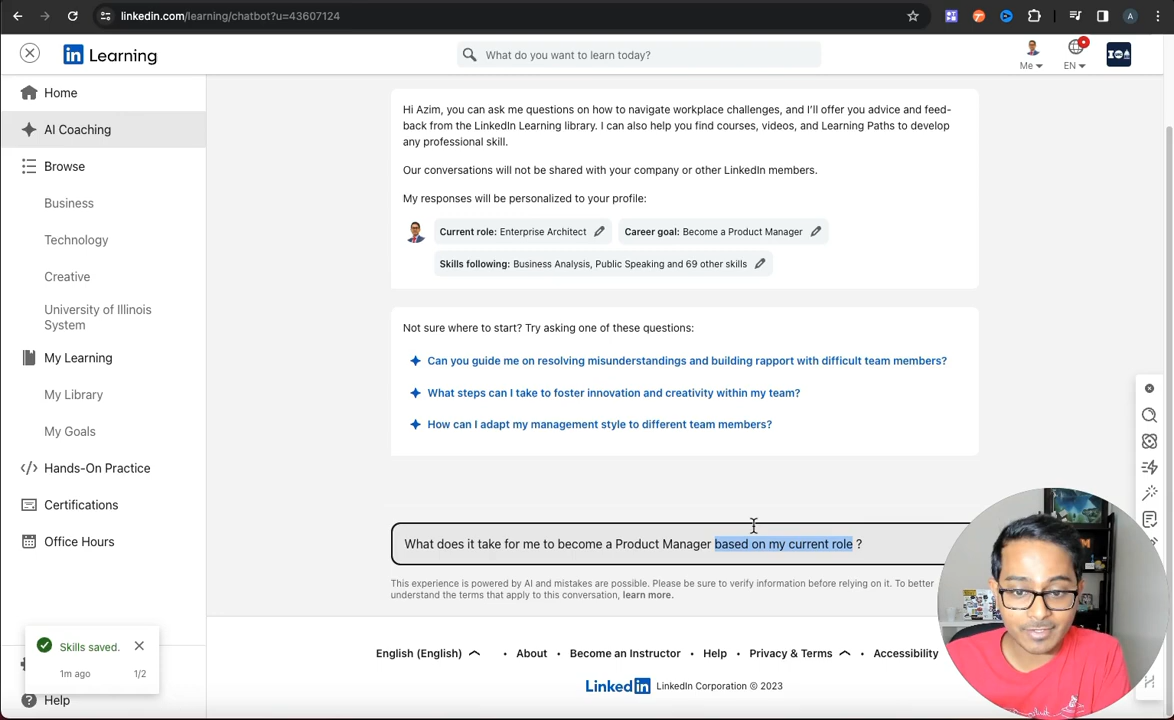 linkedin.com/learning/chatbot?u=43607124
A
in Learning
What do you want to learn today?
Me
EN
Home
AI Coaching
Browse
Business
Technology
Creative
University of Illinois
System
My Learning
My Library
My Goals
Hands-On Practice
Certifications
Office Hours
Hi Azim, you can ask me questions on how to navigate workplace challenges, and I'll offer you advice and feed-
back from the LinkedIn Learning library. I can also help you find courses, videos, and Learning Paths to develop
any professional skill.
Our conversations will not be shared with your company or other LinkedIn members.
My responses will be personalized to your profile:
Current role: Enterprise Architect
Career goal: Become a Product Manager
Skills following: Business Analysis, Public Speaking and 69 other skills
Not sure where to start? Try asking one of these questions:
Can you guide me on resolving misunderstandings and building rapport with difficult team members?
What steps can I take to foster innovation and creativity within my team?
How can I adapt my management style to different team members?
What does it take for me to become a Product Manager based on my current role ?
This experience is powered by AI and mistakes are possible. Please be sure to verify information before relying on it. To better
understand the terms that apply to this conversation, learn more.
Skills saved.
1m ago
1/2
Help
English (English) • About • Become an Instructor • Help • Privacy & Terms • Accessibility
LinkedIn LinkedIn Corporation © 2023